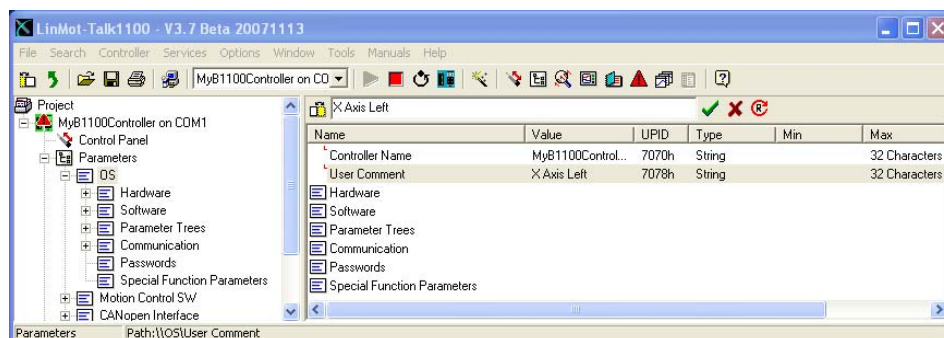 LinMot-Talk1100 - V3.7 Beta 20071113
File Search Controller Services Options Window Tools Manuals Help
MyB1100Controller on CO
Project
MyB1100Controller on COM1
Control Panel
Parameters
OS
Hardware
Software
Parameter Trees
Communication
Passwords
Special Function Parameters
Motion Control SW
CANopen Interface
X Axis Left
Name Value UPID Type Min Max
Controller Name MyB1100Control... 7070h String 32 Characters
User Comment X Axis Left 7078h String 32 Characters
Hardware
Software
Parameter Trees
Communication
Passwords
Special Function Parameters
Parameters Path:\\OS\User Comment